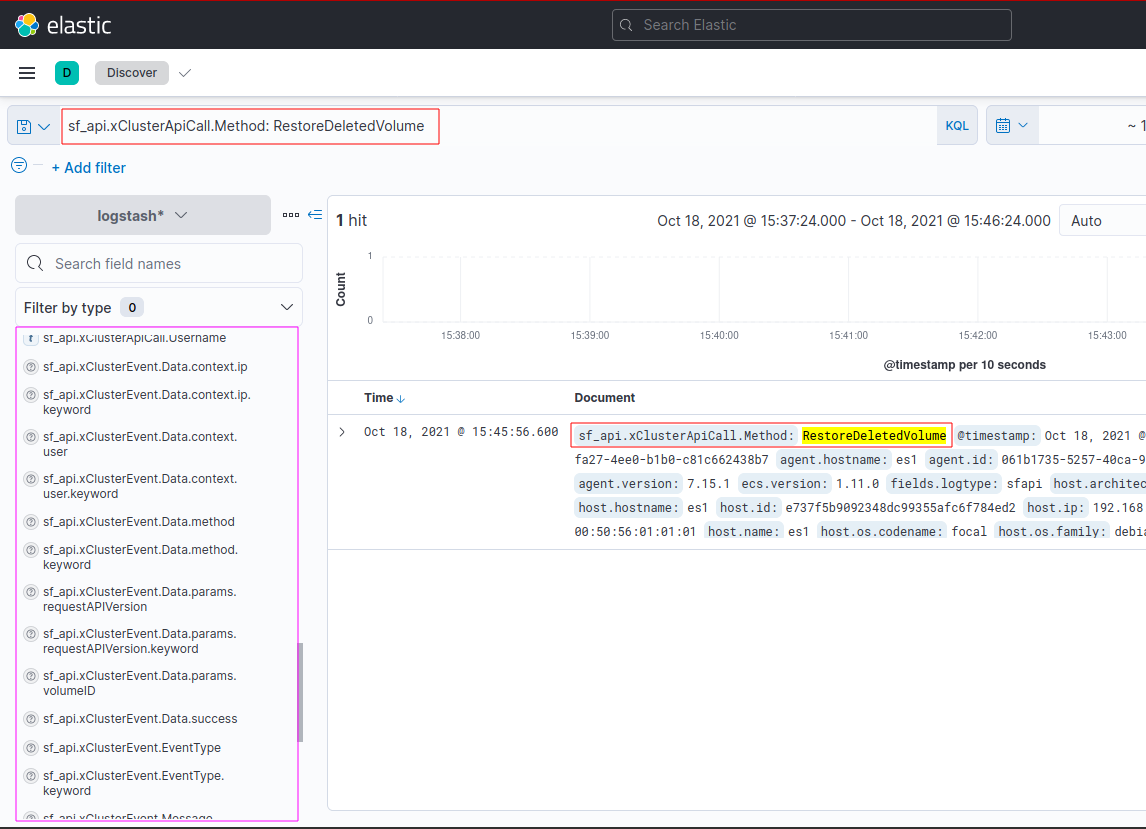 elastic
Search Elastic
D
Discover
sf_api.xClusterApiCall.Method: RestoreDeletedVolume
KQL
~ 1
+ Add filter
logstash*
Search field names
Filter by type 0
t sf_api.xClusterApiCall.Username
sf_api.xClusterEvent.Data.context.ip
sf_api.xClusterEvent.Data.context.ip.
keyword
sf_api.xClusterEvent.Data.context.
user
sf_api.xClusterEvent.Data.context.
user.keyword
sf_api.xClusterEvent.Data.method
sf_api.xClusterEvent.Data.method.
keyword
sf_api.xClusterEvent.Data.params.
requestAPIVersion
sf_api.xClusterEvent.Data.params.
requestAPIVersion.keyword
sf_api.xClusterEvent.Data.params.
volumeID
sf_api.xClusterEvent.Data.success
sf_api.xClusterEvent.EventType
sf_api.xClusterEvent.EventType.
keyword
sf_api.xClusterEvent.Message
1 hit
Oct 18, 2021 @ 15:37:24.000 - Oct 18, 2021 @ 15:46:24.000
Auto
Count
1
0
15:38:00 15:39:00 15:40:00 15:41:00 15:42:00 15:43:00
@timestamp per 10 seconds
Time Document
Oct 18, 2021 @ 15:45:56.600
sf_api.xClusterApiCall.Method: RestoreDeletedVolume @timestamp: Oct 18, 2021 @
fa27-4ee0-b1b0-c81c662438b7 agent.hostname: es1 agent.id: 061b1735-5257-40ca-9
agent.version: 7.15.1 ecs.version: 1.11.0 fields.logtype: sfapi host.architec
host.hostname: es1 host.id: e737f5b9092348dc99355afc6f784ed2 host.ip: 192.168
00:50:56:01:01:01 host.name: es1 host.os.codename: focal host.os.family: debia